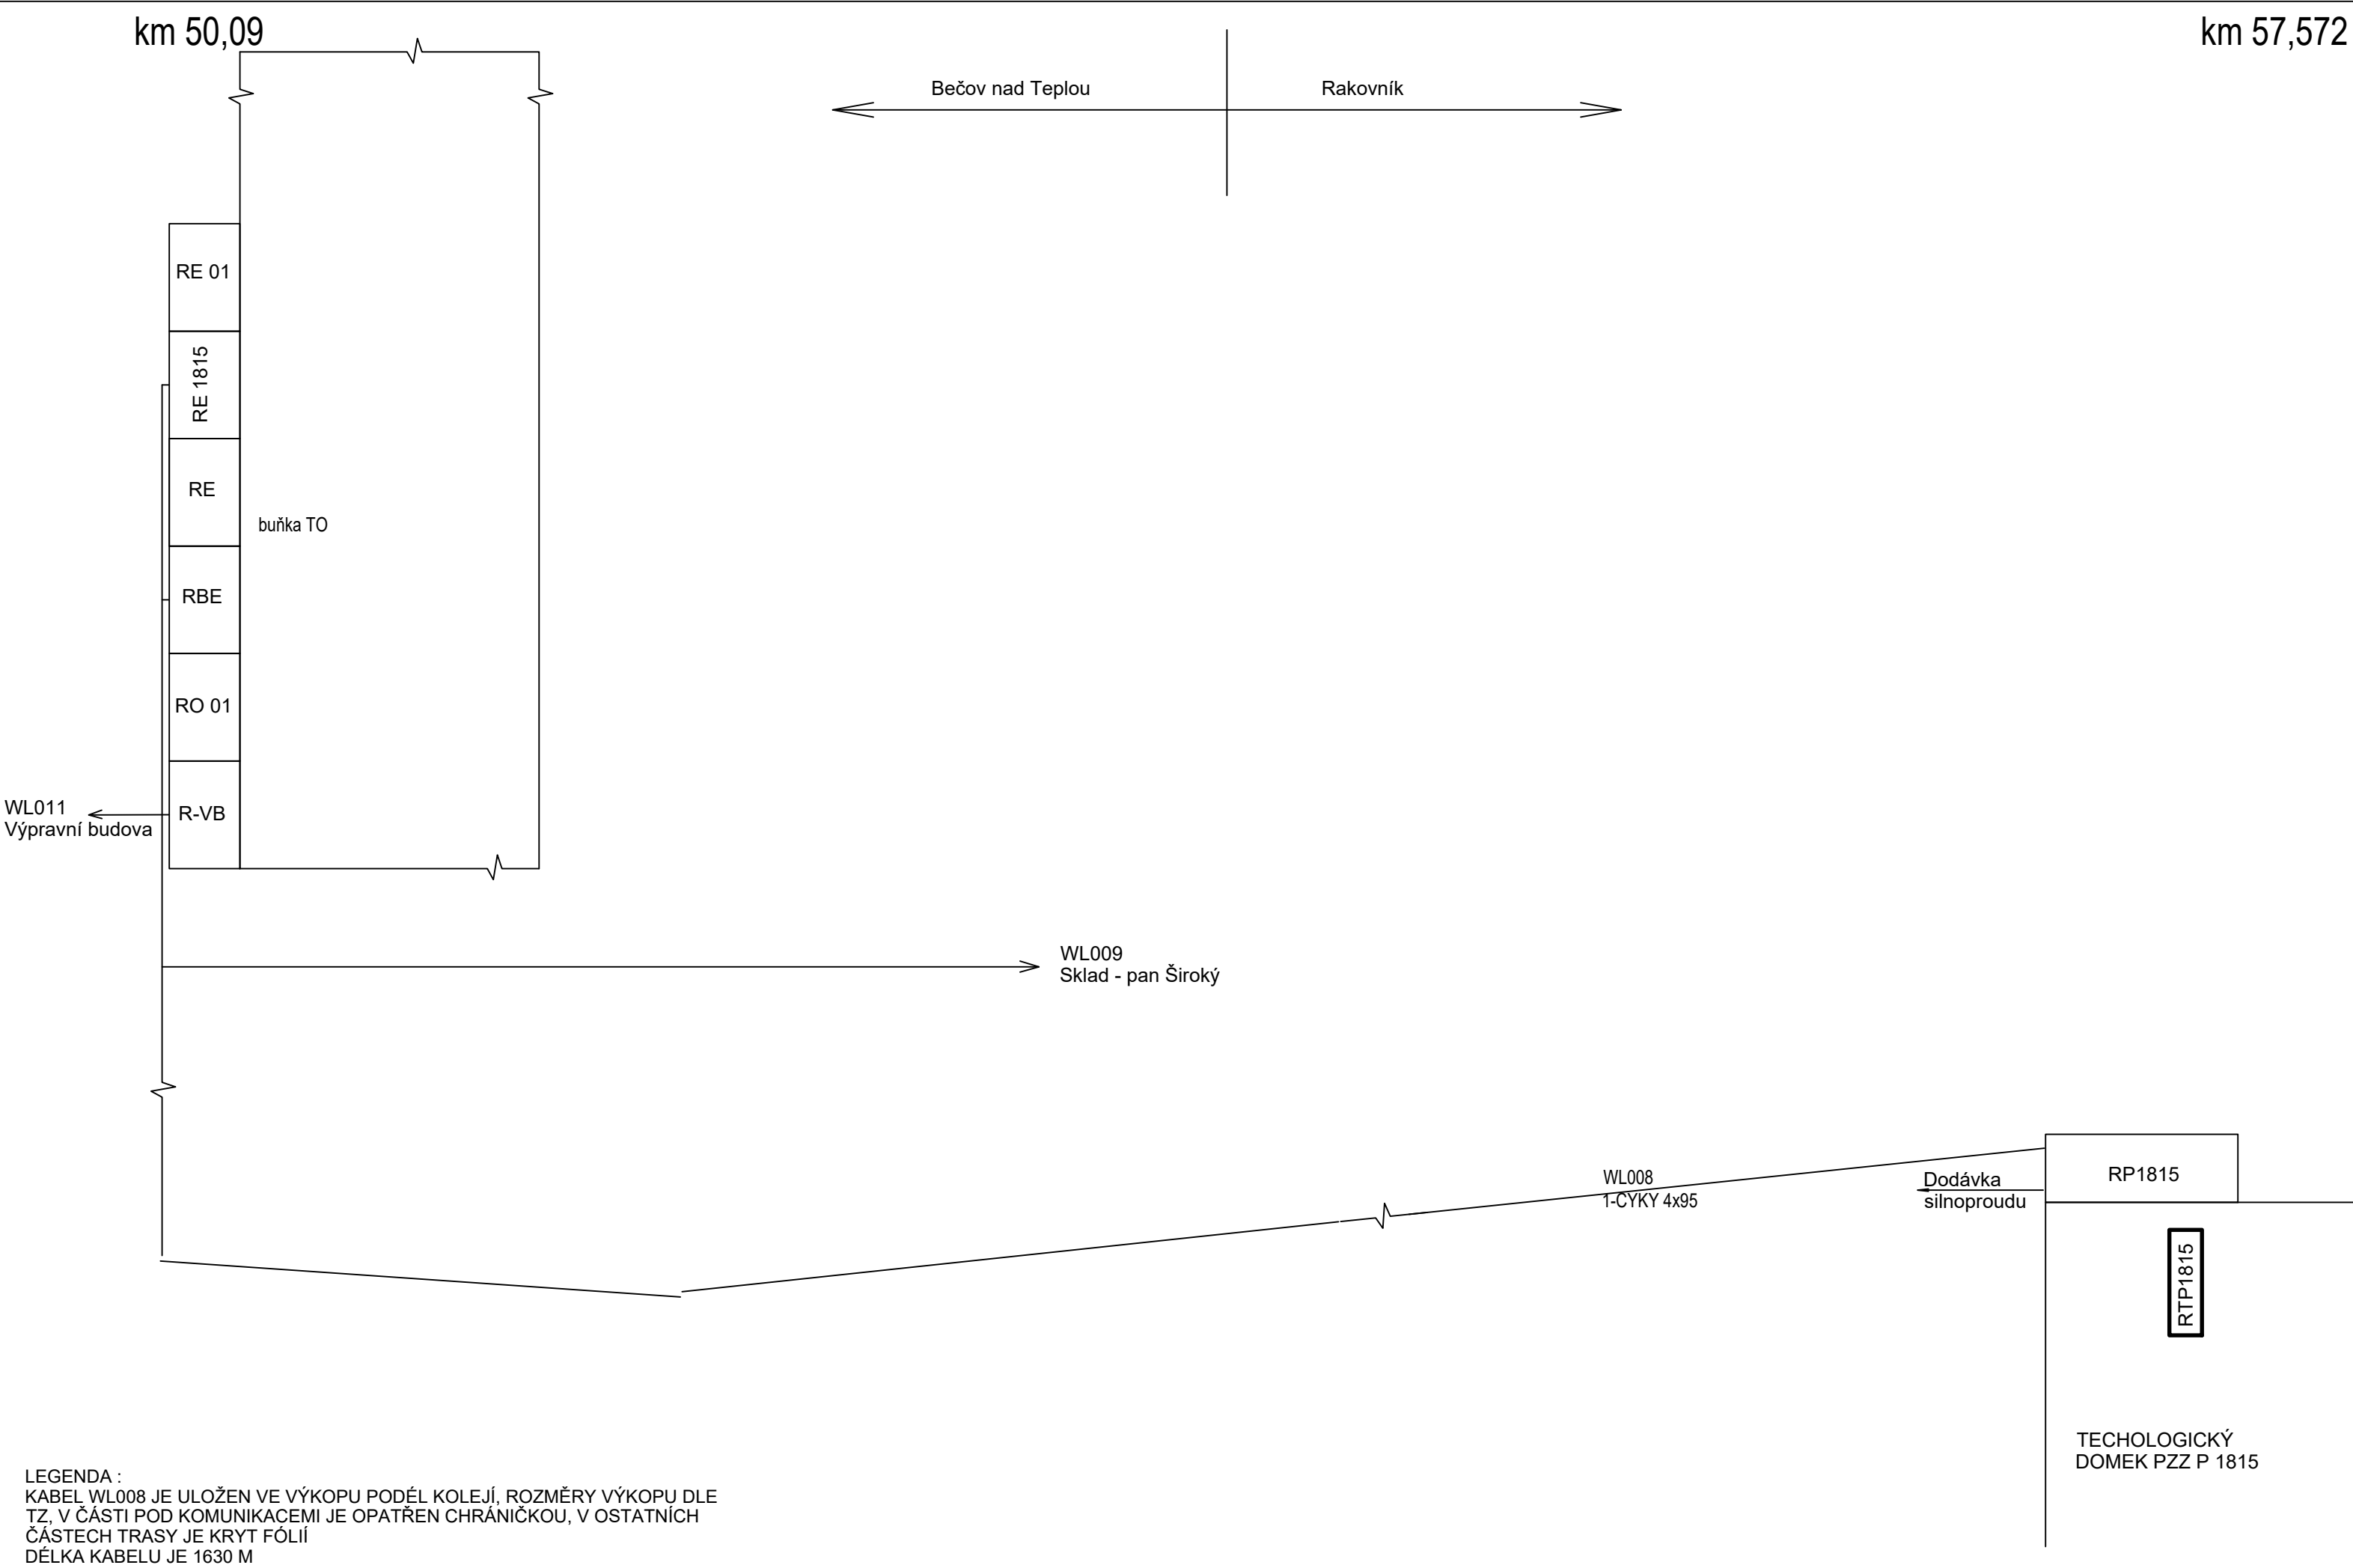 km 50,09
km 57,572
Bečov nad Teplou
Rakovník
RE 01
RE 1815
RE
buňka TO
RBE
RO 01
WL011
Výpravní budova
R-VB
WL009
Sklad - pan Široký
WL008
1-CYKY 4x95
Dodávka
silnoproudu
RP1815
RTP1815
TECHOLOGICKÝ
DOMEK PZZ P 1815
LEGENDA :
KABEL WL008 JE ULOŽEN VE VÝKOPU PODÉL KOLEJÍ, ROZMĚRY VÝKOPU DLE
TZ, V ČÁSTI POD KOMUNIKACEMI JE OPATŘEN CHRÁNIČKOU, V OSTATNÍCH
ČÁSTECH TRASY JE KRYT FÓLIÍ
DÉLKA KABELU JE 1630 M